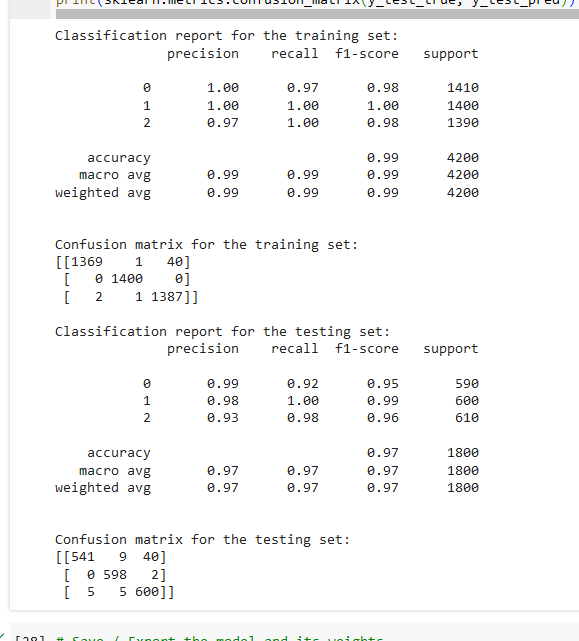 print(sklearn.metrics.confusion_matrix(y_test_true, y_test_pred))
Classification report for the training set:
precision recall f1-score support
0 1.00 0.97 0.98 1410
1 1.00 1.00 1.00 1400
2 0.97 1.00 0.98 1390
accuracy 0.99 4200
macro avg 0.99 0.99 0.99 4200
weighted avg 0.99 0.99 0.99 4200
Confusion matrix for the training set:
[[1369 1 40]
[ 0 1400 0]
[ 2 1 1387]]
Classification report for the testing set:
precision recall f1-score support
0 0.99 0.92 0.95 590
1 0.98 1.00 0.99 600
2 0.93 0.98 0.96 610
accuracy 0.97 1800
macro avg 0.97 0.97 0.97 1800
weighted avg 0.97 0.97 0.97 1800
Confusion matrix for the testing set:
[[541 9 40]
[ 0 598 2]
[ 5 5 600]]
[28] # Save / Export the model and its weights